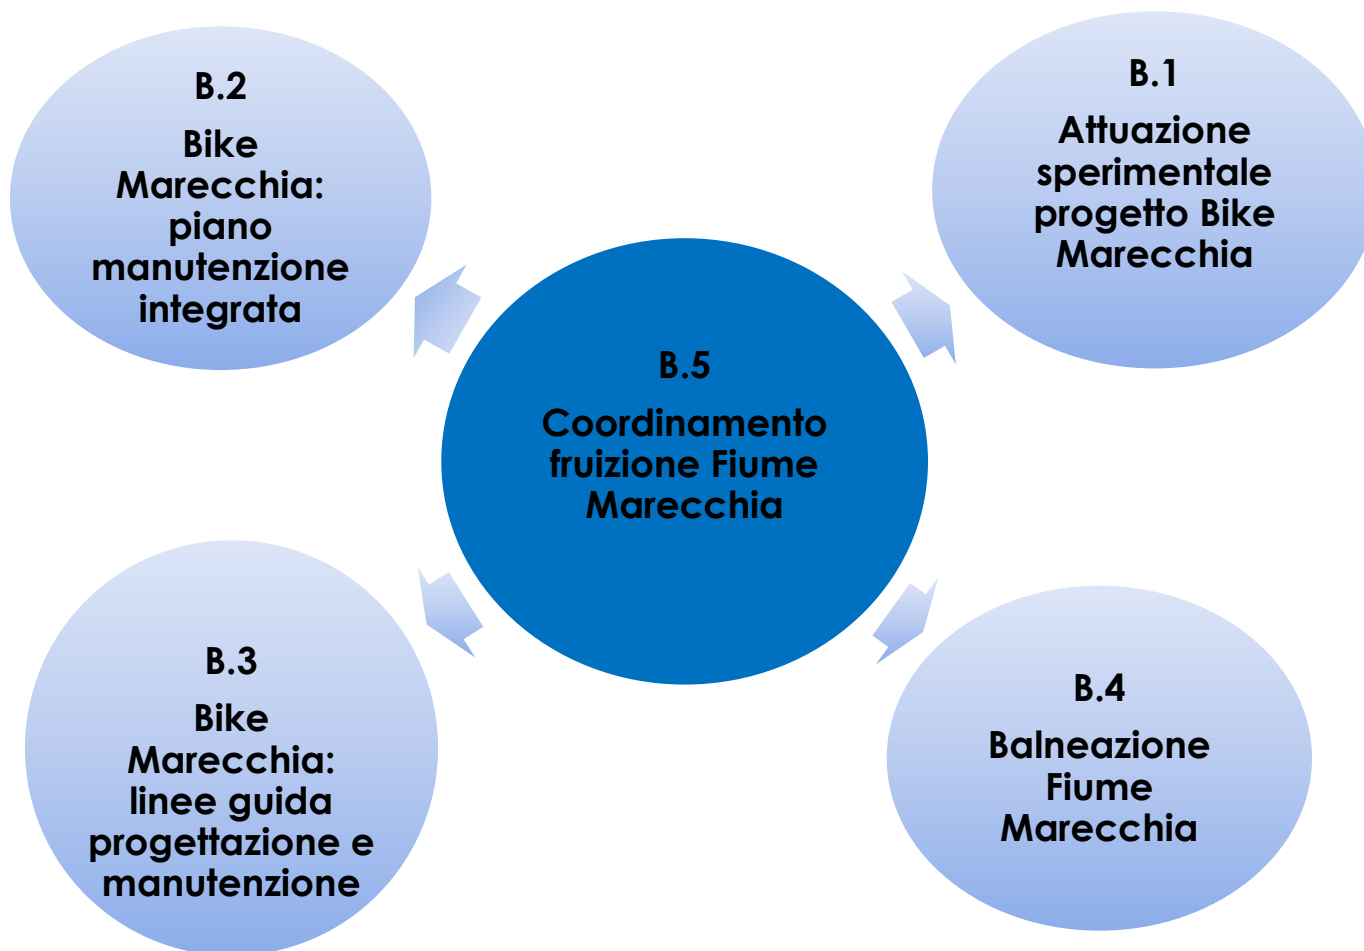 B.2
Bike
Marecchia:
piano
manutenzione
integrata
B.1
Attuazione
sperimentale
progetto Bike
Marecchia
B.5
Coordinamento
fruizione Fiume
Marecchia
B.3
Bike
Marecchia:
linee guida
progettazione e
manutenzione
B.4
Balneazione
Fiume
Marecchia